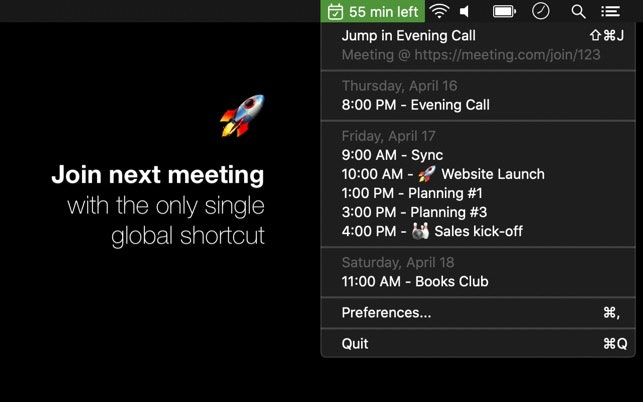 55 min left
Join next meeting
with the only single
global shortcut
Jump in Evening Call ⇧⌘J
Meeting @ https://meeting.com/join/123
Thursday, April 16
8:00 PM - Evening Call
Friday, April 17
9:00 AM - Sync
10:00 AM - 🚀 Website Launch
1:00 PM - Planning #1
3:00 PM - Planning #3
4:00 PM - 🎳 Sales kick-off
Saturday, April 18
11:00 AM - Books Club
Preferences... ⌘,
Quit ⌘Q